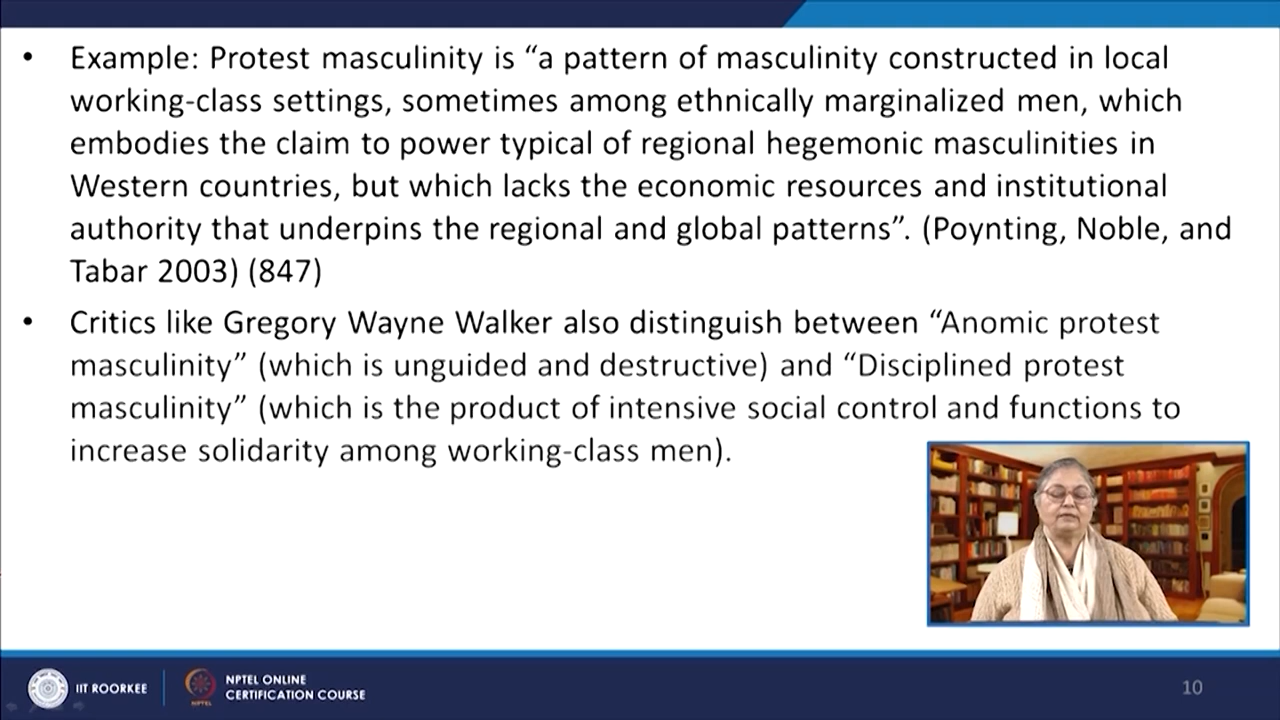 • Example: Protest masculinity is “a pattern of masculinity constructed in local
working-class settings, sometimes among ethnically marginalized men, which
embodies the claim to power typical of regional hegemonic masculinities in
Western countries, but which lacks the economic resources and institutional
authority that underpins the regional and global patterns”. (Poynting, Noble, and
Tabar 2003) (847)
• Critics like Gregory Wayne Walker also distinguish between “Anomic protest
masculinity” (which is unguided and destructive) and “Disciplined protest
masculinity” (which is the product of intensive social control and functions to
increase solidarity among working-class men).
IIT ROORKEE
NPTEL
NPTEL ONLINE
CERTIFICATION COURSE
10